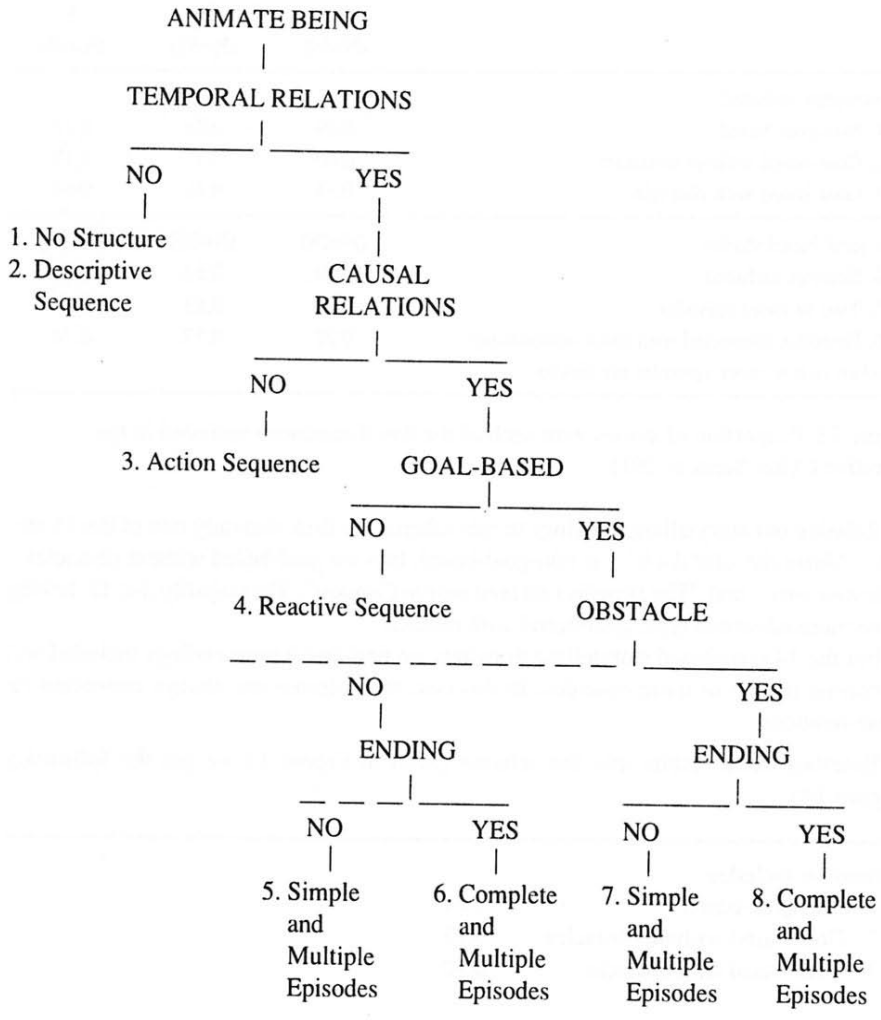 ANIMATE BEING
TEMPORAL RELATIONS
NO YES
1. No Structure
2. Descriptive
Sequence
CAUSAL
RELATIONS
NO YES
3. Action Sequence
GOAL-BASED
NO YES
4. Reactive Sequence
OBSTACLE
NO YES
ENDING ENDING
NO YES NO YES
5. Simple
and
Multiple
Episodes
6. Complete
and
Multiple
Episodes
7. Simple
and
Multiple
Episodes
8. Complete
and
Multiple
Episodes